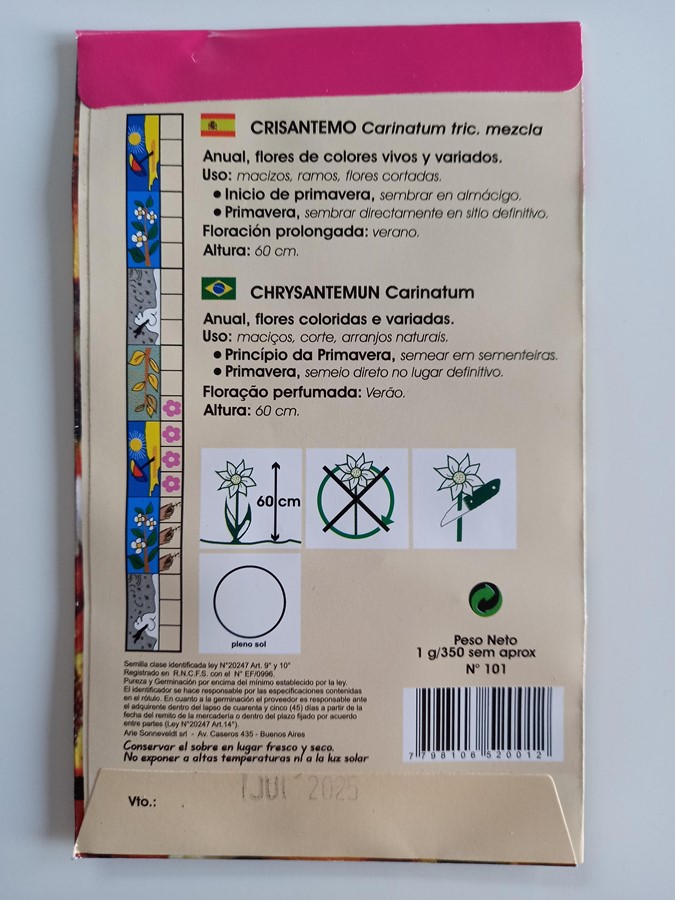 CRISANTEMO Carinatum tric. mezcla
Anual, flores de colores vivos y variados.
Uso: macizos, ramos, flores cortadas.
• Inicio de primavera, sembrar en almácigo.
• Primavera, sembrar directamente en sitio definitivo.
Floración prolongada: verano.
Altura: 60 cm.
CHRYSANTEMUN Carinatum
Anual, flores coloridas e variadas.
Uso: maciços, corte, arranjos naturais.
• Princípio da Primavera, semear em sementeiras.
• Primavera, semeio direto no lugar definitivo.
Floração perfumada: Verão.
Altura: 60 cm.
60 cm
pleno sol
Peso Neto
1 g/350 sem aprox
N° 101
Semilla clase identificada ley N°20247 Art. 9° y 10°
Registrado en R.N.C.F.S. con el N° EF/0996.
Pureza y Germinación por encima del mínimo establecido por la ley.
El identificador se hace responsable por las especificaciones contenidas
en el rótulo. En cuanto a la germinación el proveedor es responsable ante
el adquirente dentro del lapso de cuarenta y cinco (45) días a partir de la
fecha del remito de la mercadería o dentro del plazo fijado por acuerdo
entre partes (Ley N°20247 Art.14°).
Arie Sonneveldt srl - Av. Caseros 435 - Buenos Aires
Conservar el sobre en lugar fresco y seco.
No exponer a altas temperaturas ni a la luz solar
7 798106 520012
Vto.: JUL 2025